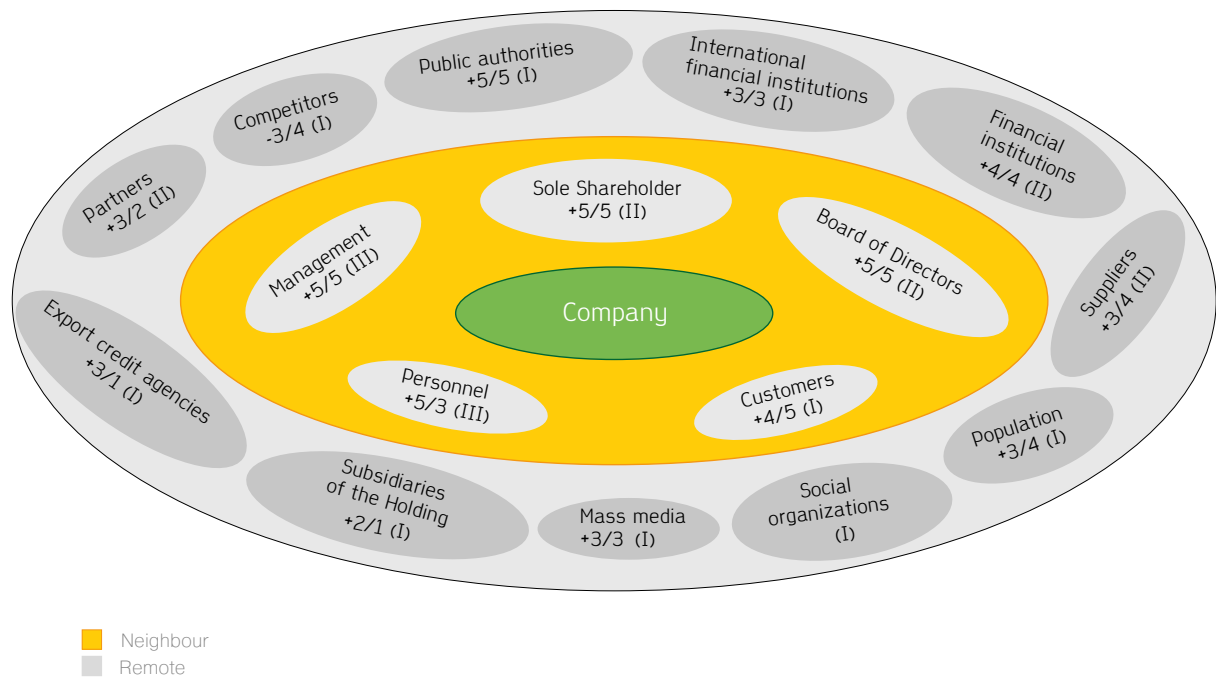 Public authorities
+5/5 (I)
International
financial institutions
+3/3 (I)
Competitors
-3/4 (I)
Financial
institutions
+4/4 (II)
Partners
+3/2 (II)
Sole Shareholder
+5/5 (II)
Management
+5/5 (III)
Board of Directors
+5/5 (II)
Suppliers
+3/4 (II)
Company
Export credit agencies
+3/1 (I)
Personnel
+5/3 (III)
Customers
+4/5 (I)
Population
+3/4 (I)
Subsidiaries
of the Holding
+2/1 (I)
Mass media
+3/3 (I)
Social
organizations
(I)
Neighbour
Remote